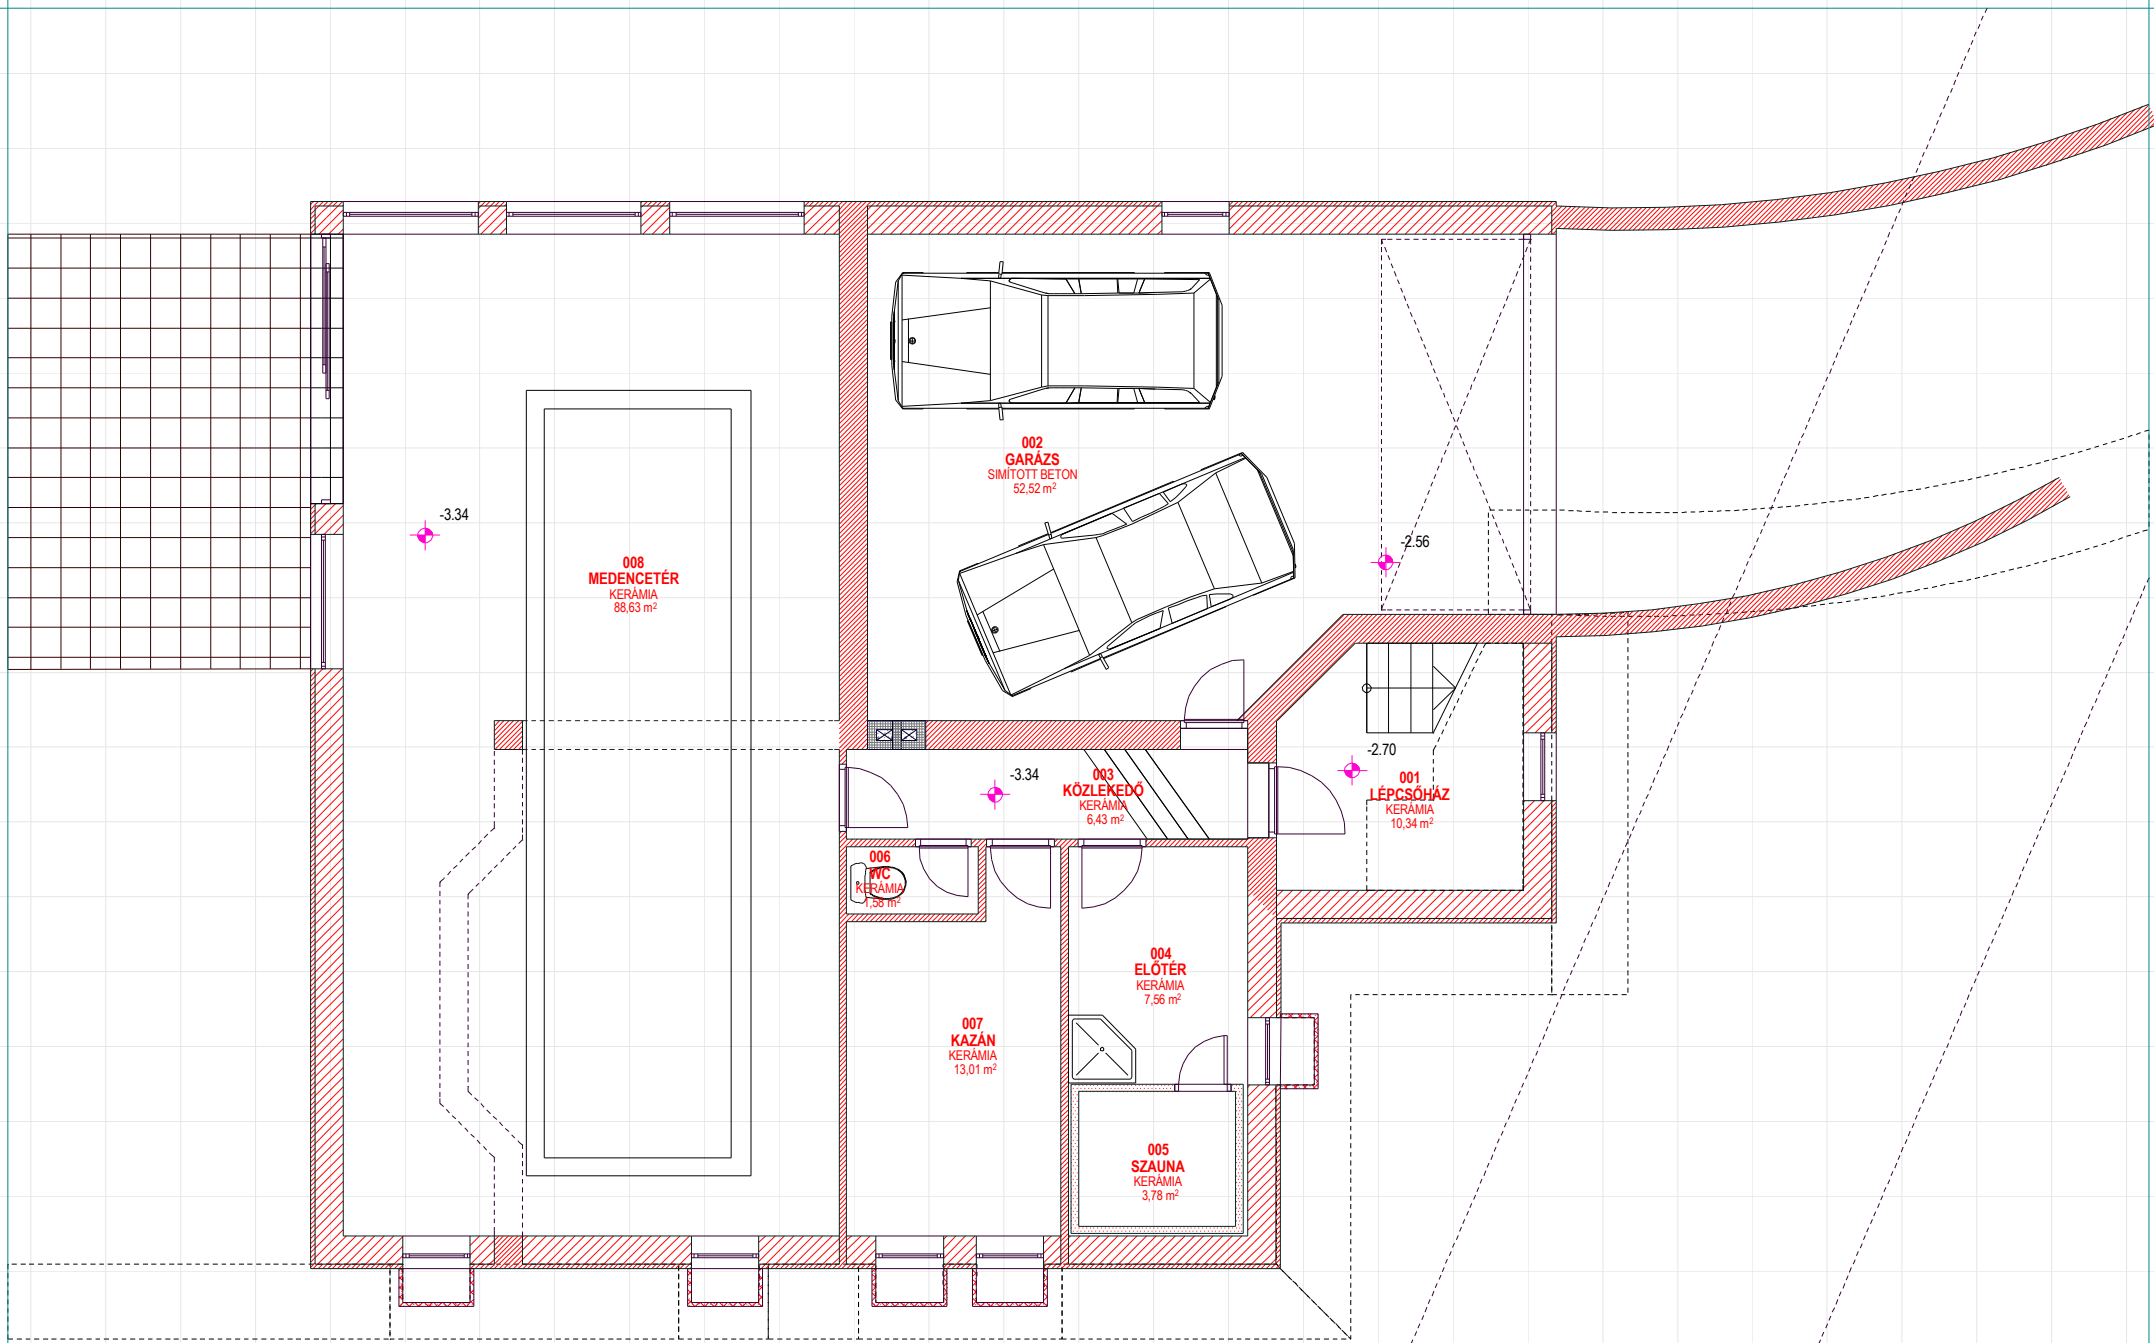 002
GARÁZS
SIMÍTOTT BETON
52,52 m²
-3.34
-2.56
008
MEDENCETÉR
KERÁMIA
88,63 m²
-2.70
-3.34
003
KÖZLEKEDŐ
KERÁMIA
6,43 m²
001
LÉPCSŐHÁZ
KERÁMIA
10,34 m²
006
WC
KERÁMIA
1,58 m²
004
ELŐTÉR
KERÁMIA
7,56 m²
007
KAZÁN
KERÁMIA
13,01 m²
005
SZAUNA
KERÁMIA
3,78 m²